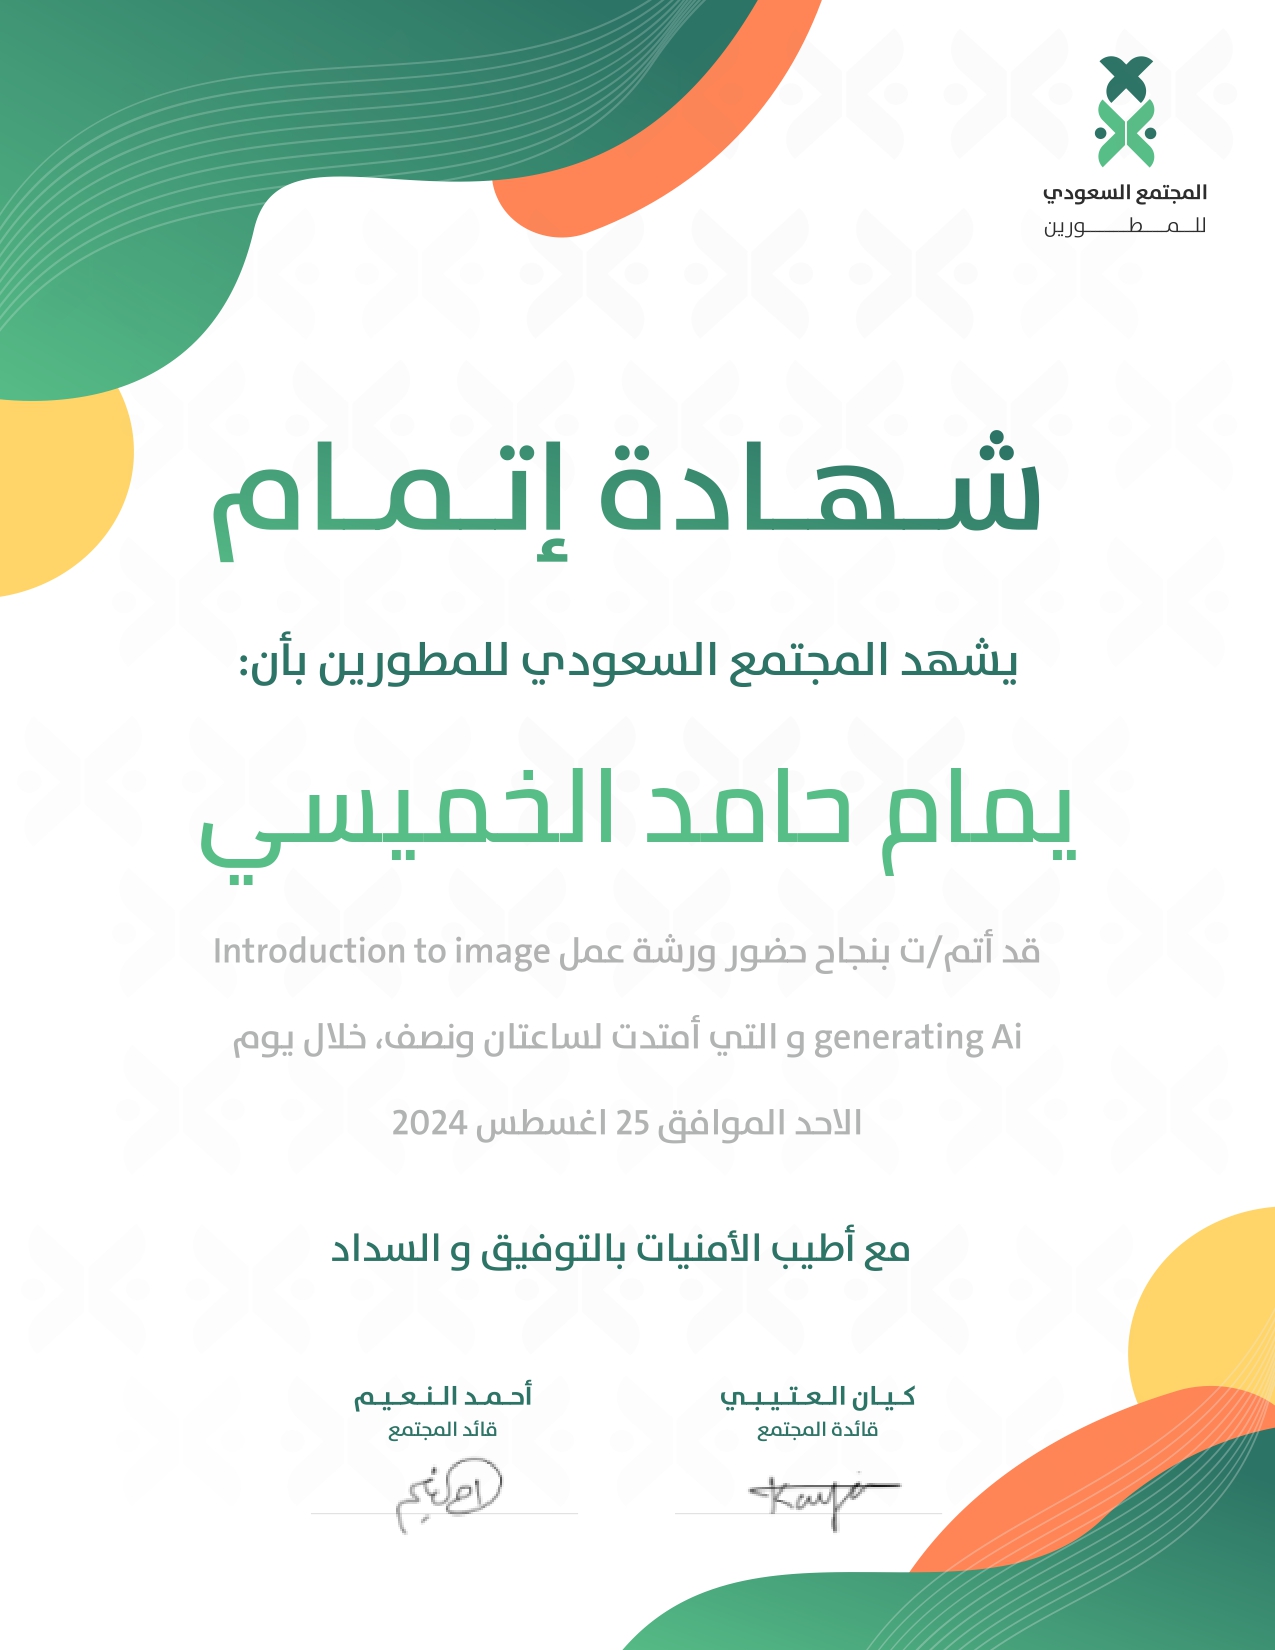 المجتمع السعودي
للمطورين
شهادة إتمام
يشهد المجتمع السعودي للمطورين بأن:
يمام حامد الخميسي
قد أتم/ت بنجاح حضور ورشة عمل Introduction to image
generating Ai و التي أمتدت لساعتان ونصف، خلال يوم
الاحد الموافق 25 اغسطس 2024
مع أطيب الأمنيات بالتوفيق و السداد
كيان العتيبي
قائدة المجتمع
أحمد النعيم
قائد المجتمع